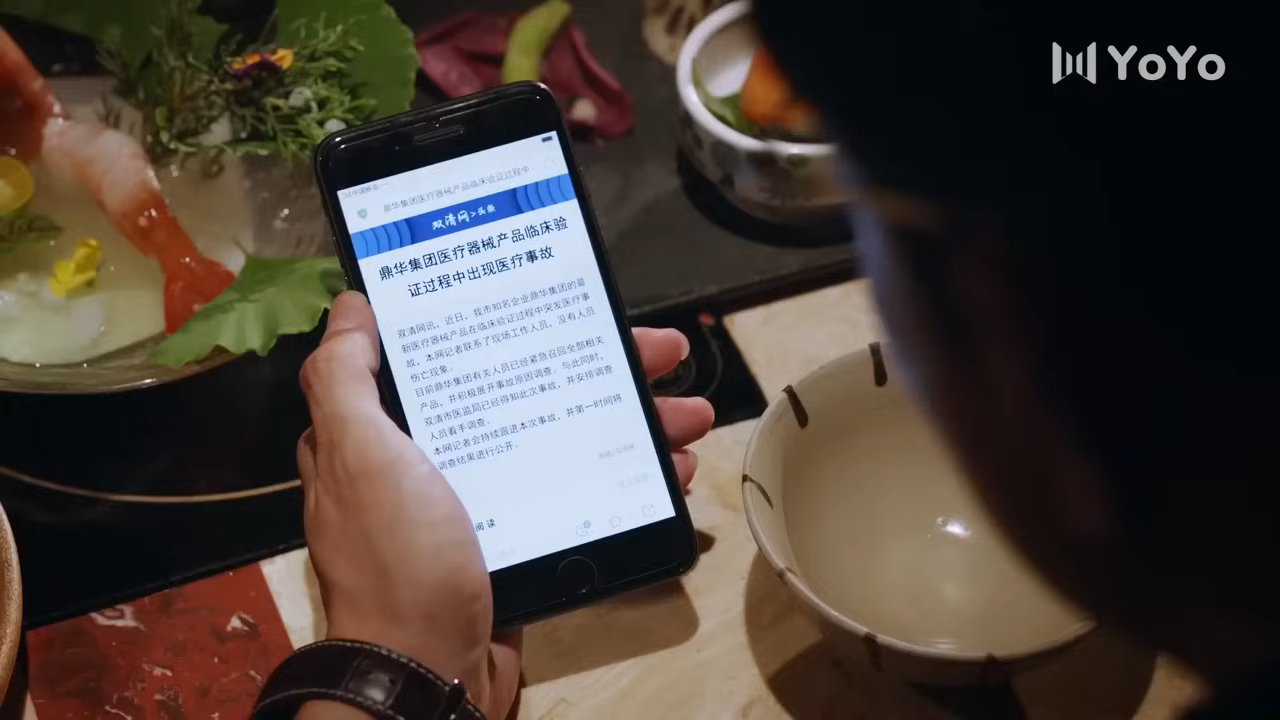 YoYo
鼎华集团医疗器械产品临床验证过程中
双清网>头条
鼎华集团医疗器械产品临床验
证过程中出现医疗事故
双清网讯，近日，我市知名企业鼎华集团的最
新医疗器械产品在临床验证过程中突发医疗事
故，本网记者联系了现场工作人员，没有人员
伤亡现象。
目前鼎华集团有关人员已经紧急召回全部相关
产品，并积极展开事故原因调查。与此同时，
双清市医监局已经得知此次事故，并安排调查
人员着手调查。
本网记者会持续跟进本次事故，并第一时间将
调查结果进行公开。
阅读